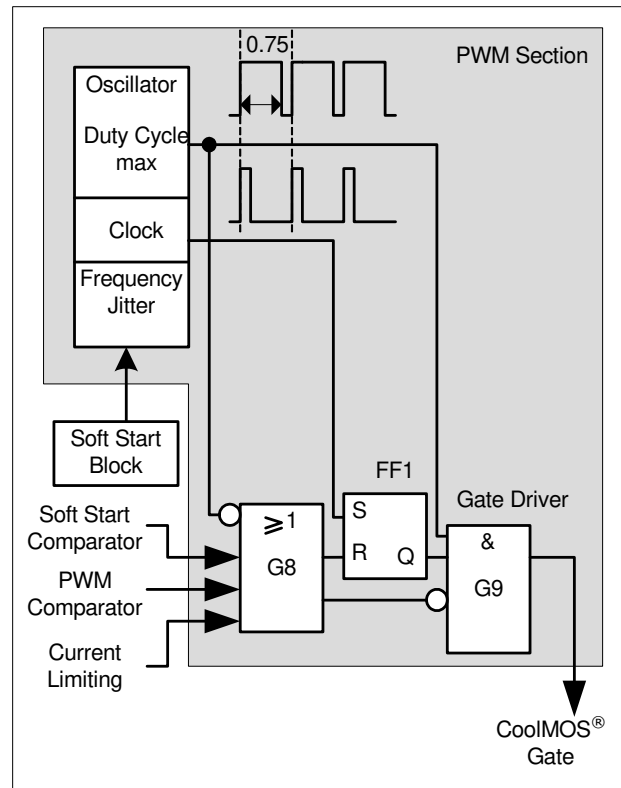 0.75
PWM Section
Oscillator
Duty Cycle
max
Clock
Frequency
Jitter
Soft Start
Block
FF1
Gate Driver
Soft Start
Comparator
PWM
Comparator
Current
Limiting
≥1
G8
S
R
Q
&
G9
CoolMOS®
Gate